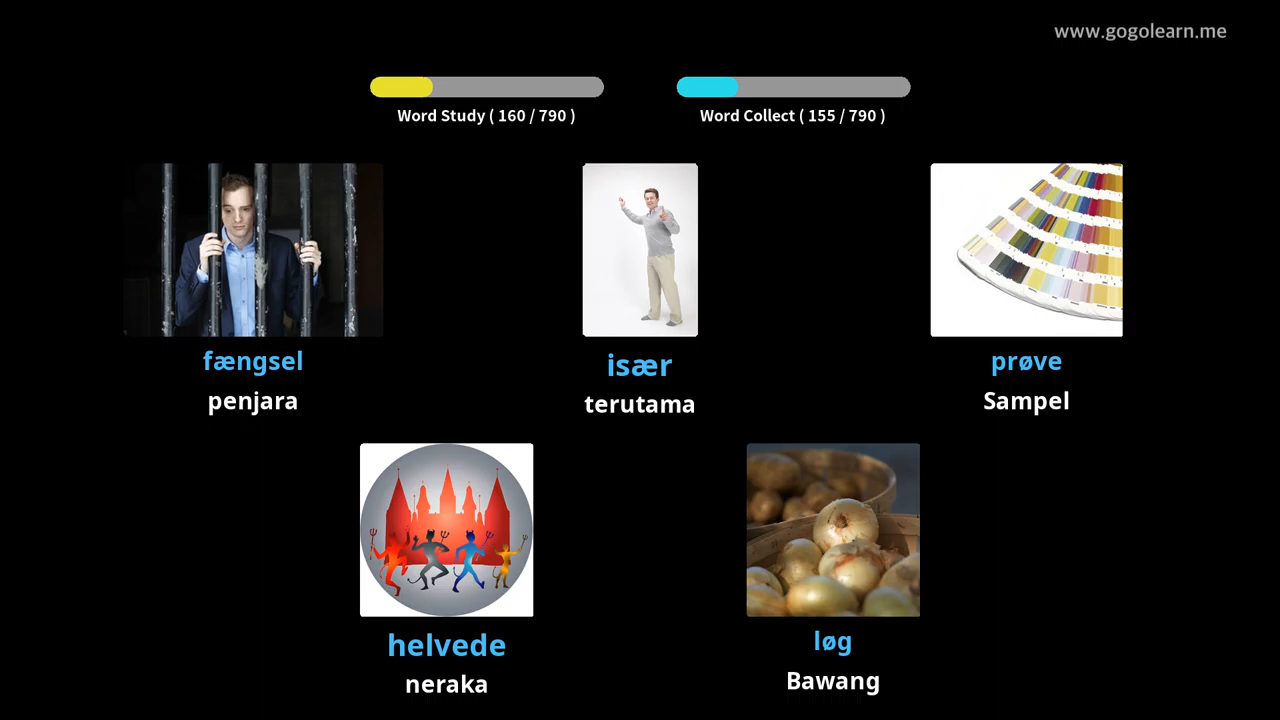 www.gogolearn.me
Word Study ( 160 / 790 )
Word Collect ( 155 / 790 )
fængsel
penjara
især
terutama
prøve
Sampel
helvede
neraka
løg
Bawang